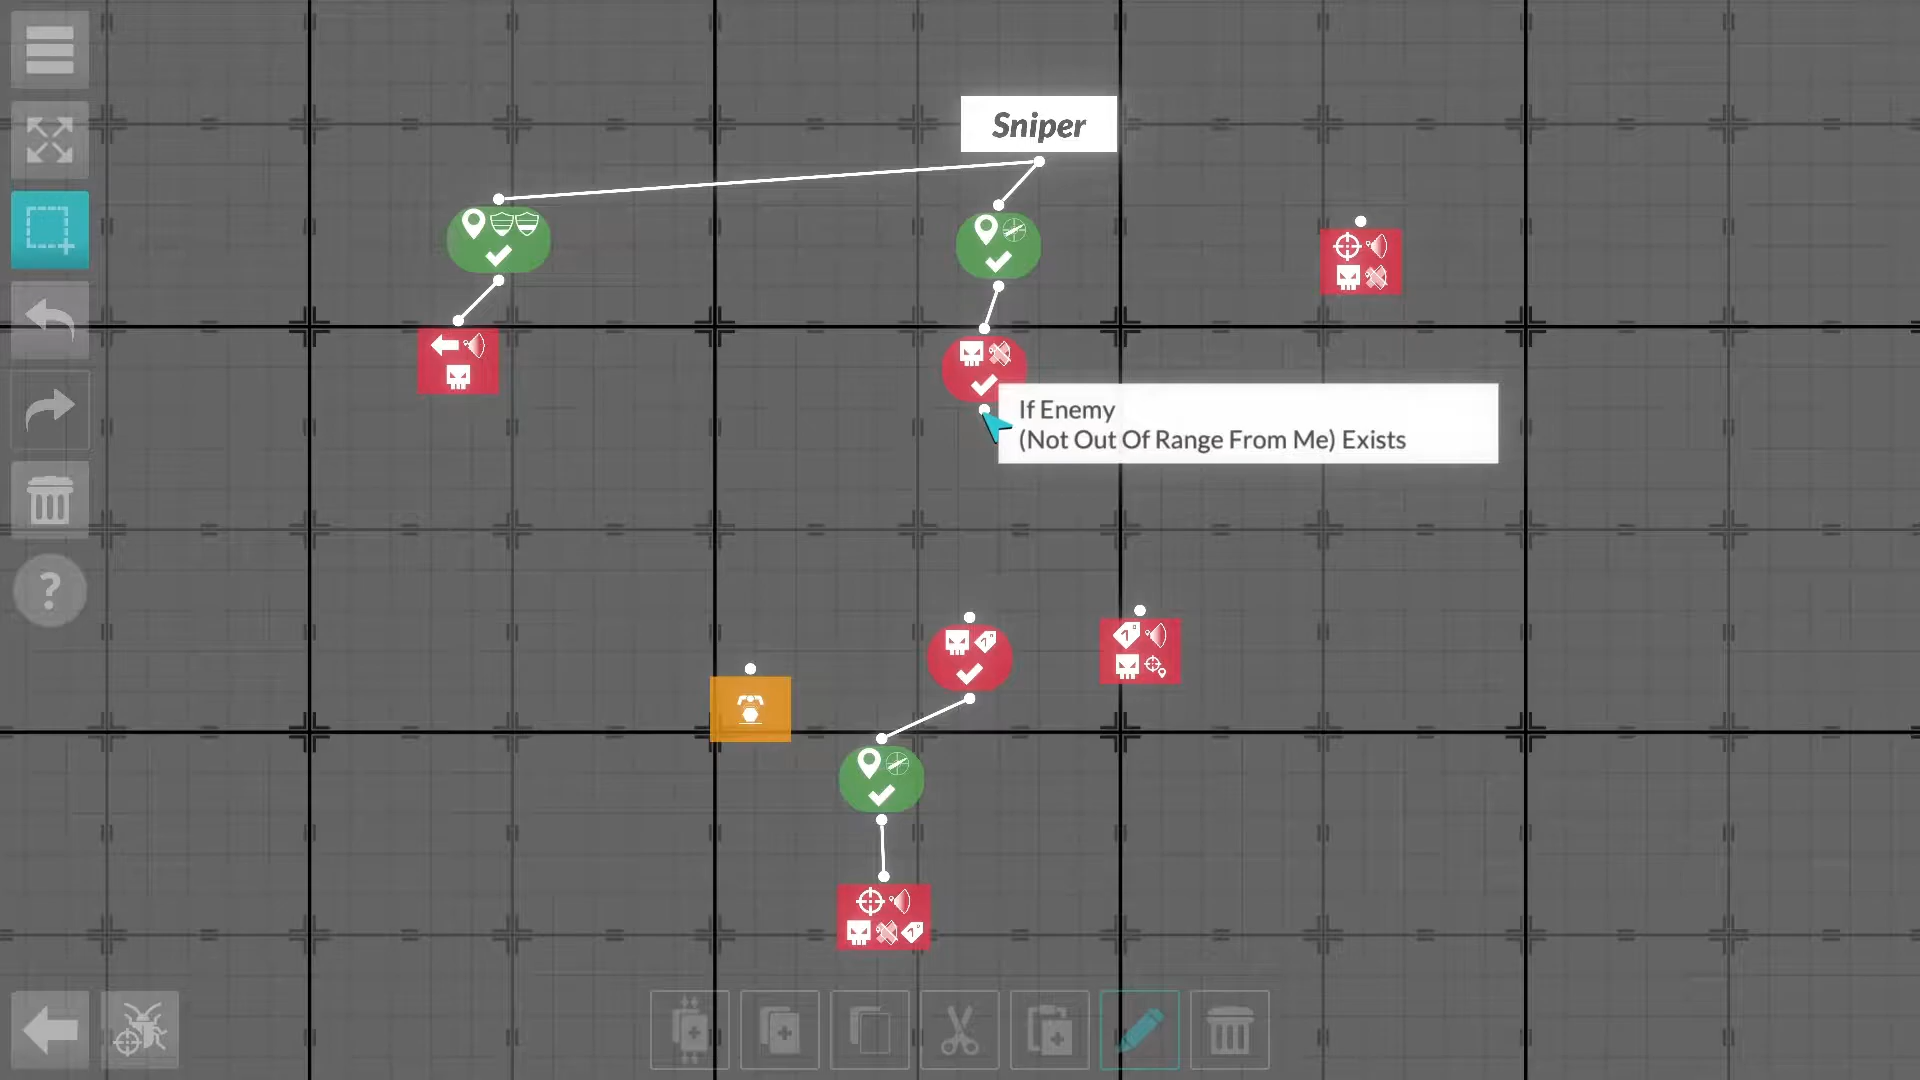 Sniper
If Enemy
(Not Out Of Range From Me) Exists
?